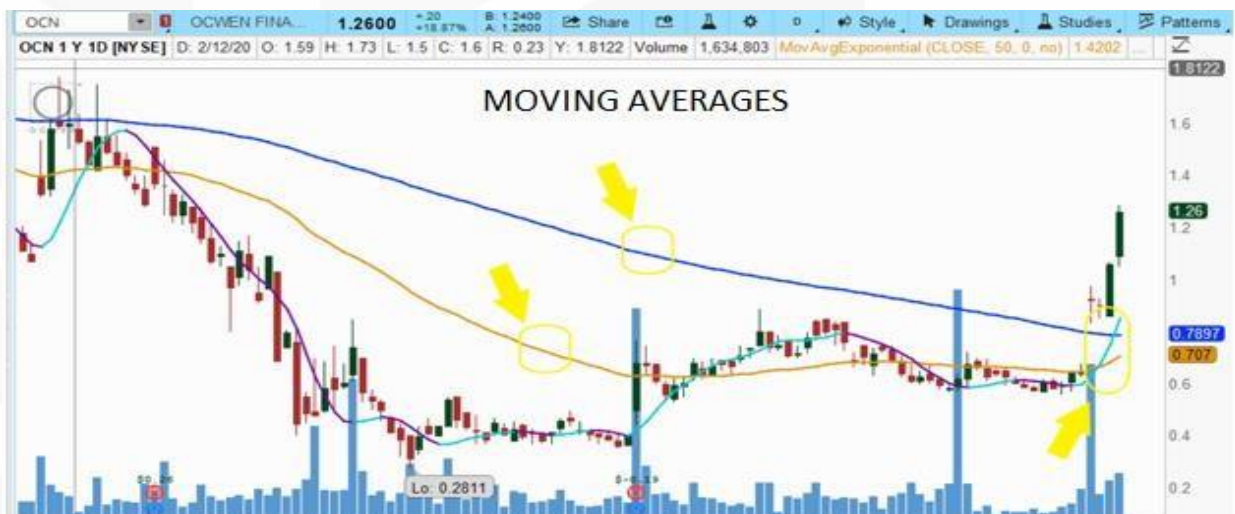 OCN OCWEN FINA... 1.2600 +.20 +18.87% B: 1.2400 A: 1.2600 Share D Style Drawings Studies Patterns
OCN 1 Y 1D [NYSE] D: 2/12/20 O: 1.59 H: 1.73 L: 1.5 C: 1.6 R: 0.23 Y: 1.8122 Volume 1,634,803 MovAvgExponential (CLOSE, 50, 0, no) 1.4202 ...
1.8122
MOVING AVERAGES
1.6
1.4
1.26
1.2
1
0.7897
0.707
0.6
0.4
Lo: 0.2811
0.2